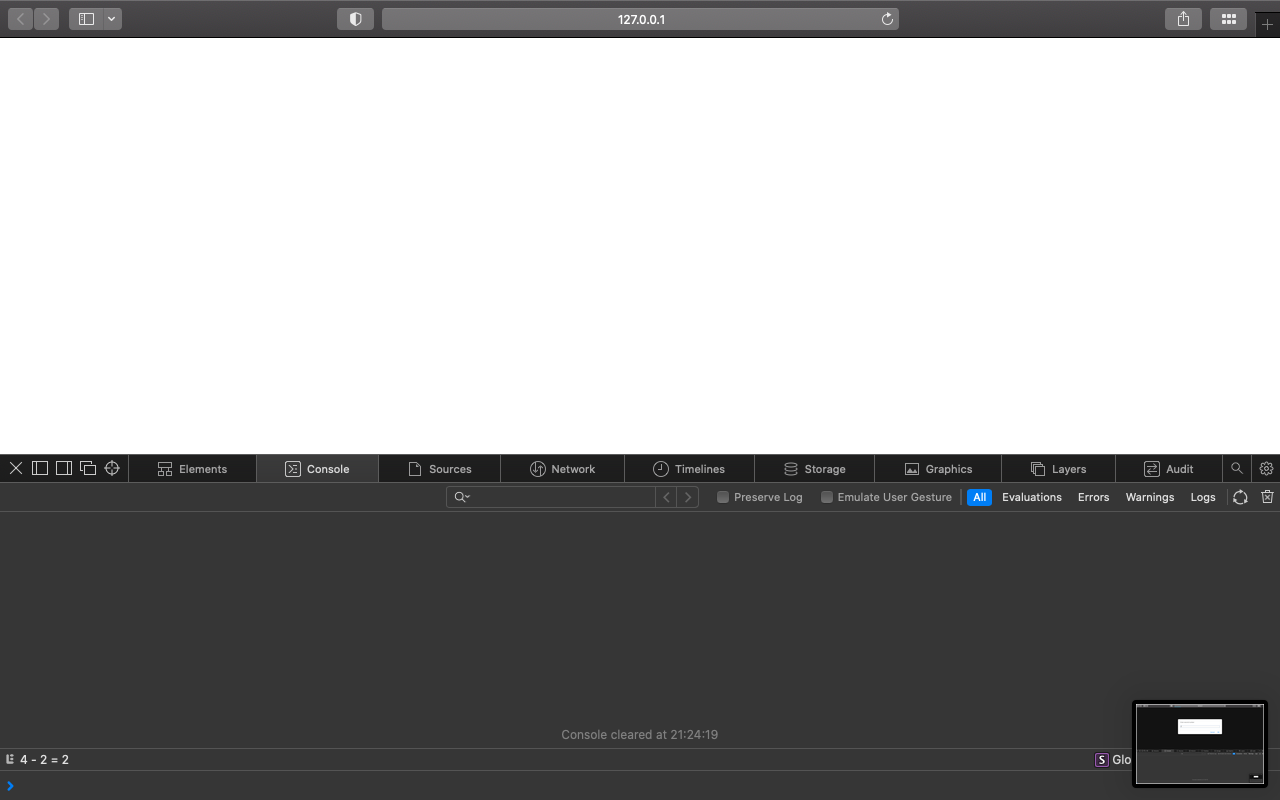 127.0.0.1
Elements Console Sources Network Timelines Storage Graphics Layers Audit
Preserve Log Emulate User Gesture All Evaluations Errors Warnings Logs
Console cleared at 21:24:19
4 - 2 = 2 S